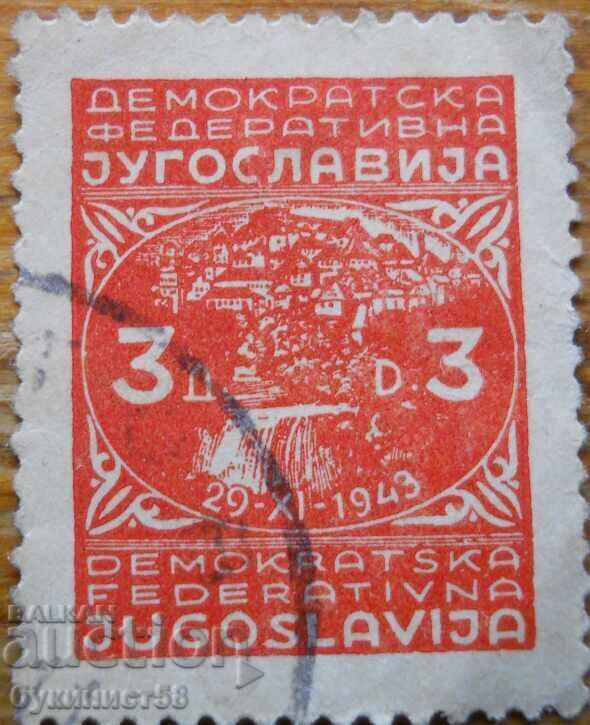 ДЕМОКРАТСКА
ФЕДЕРАТИВНА
ЈУГОСЛАВИЈА
3 Д. D. 3
29-XI-1943
DEMOKRATSKA
FEDERATIVNA
JUGOSLAVIJA
BALKAN
auction
букинист58